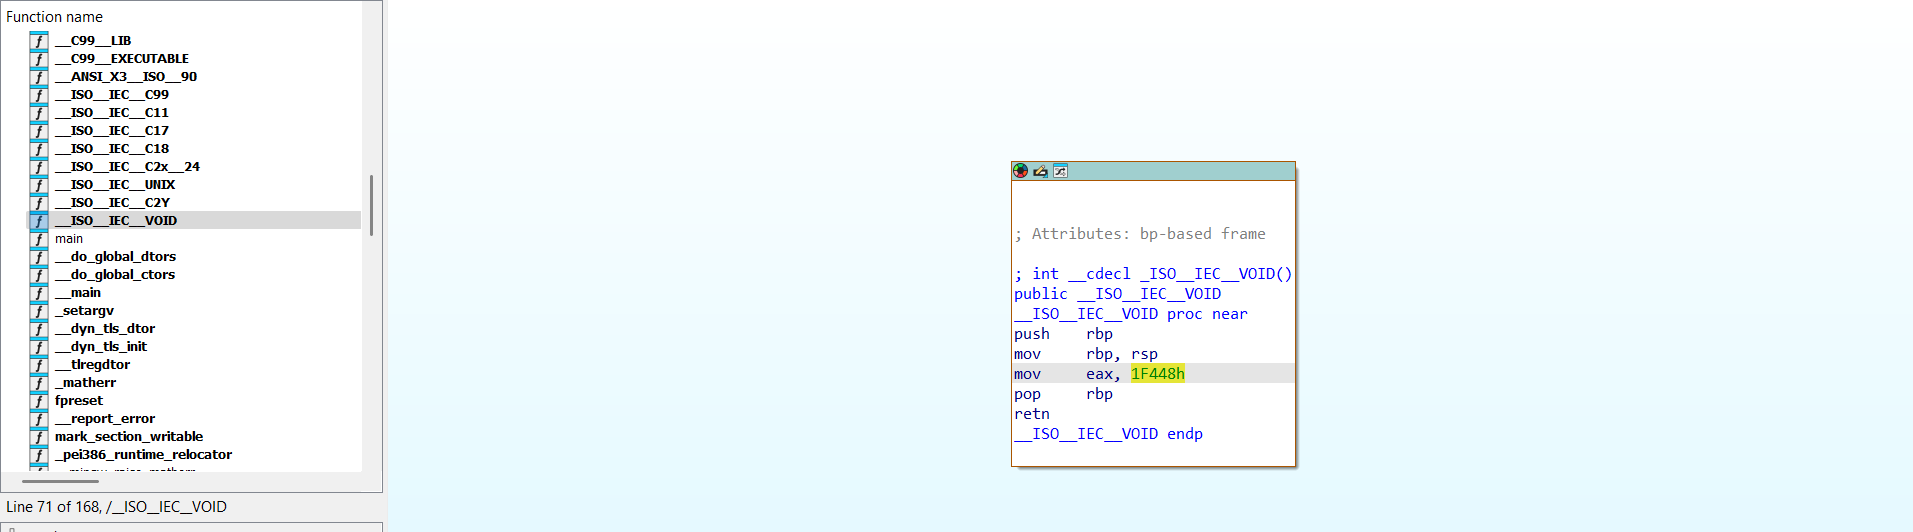 Function name
__C99__LIB
__C99__EXECUTABLE
__ANSI_X3__ISO__90
__ISO__IEC__C99
__ISO__IEC__C11
__ISO__IEC__C17
__ISO__IEC__C18
__ISO__IEC__C2x__24
__ISO__IEC__UNIX
__ISO__IEC__C2Y
__ISO__IEC__VOID
main
__do_global_dtors
__do_global_ctors
__main
_setargv
__dyn_tls_dtor
__dyn_tls_init
__tlregdtor
_matherr
fpreset
__report_error
mark_section_writable
_pei386_runtime_relocator
Line 71 of 168, /__ISO__IEC__VOID
; Attributes: bp-based frame
; int __cdecl _ISO__IEC__VOID()
public __ISO__IEC__VOID
__ISO__IEC__VOID proc near
push rbp
mov rbp, rsp
mov eax, 1F448h
pop rbp
retn
__ISO__IEC__VOID endp